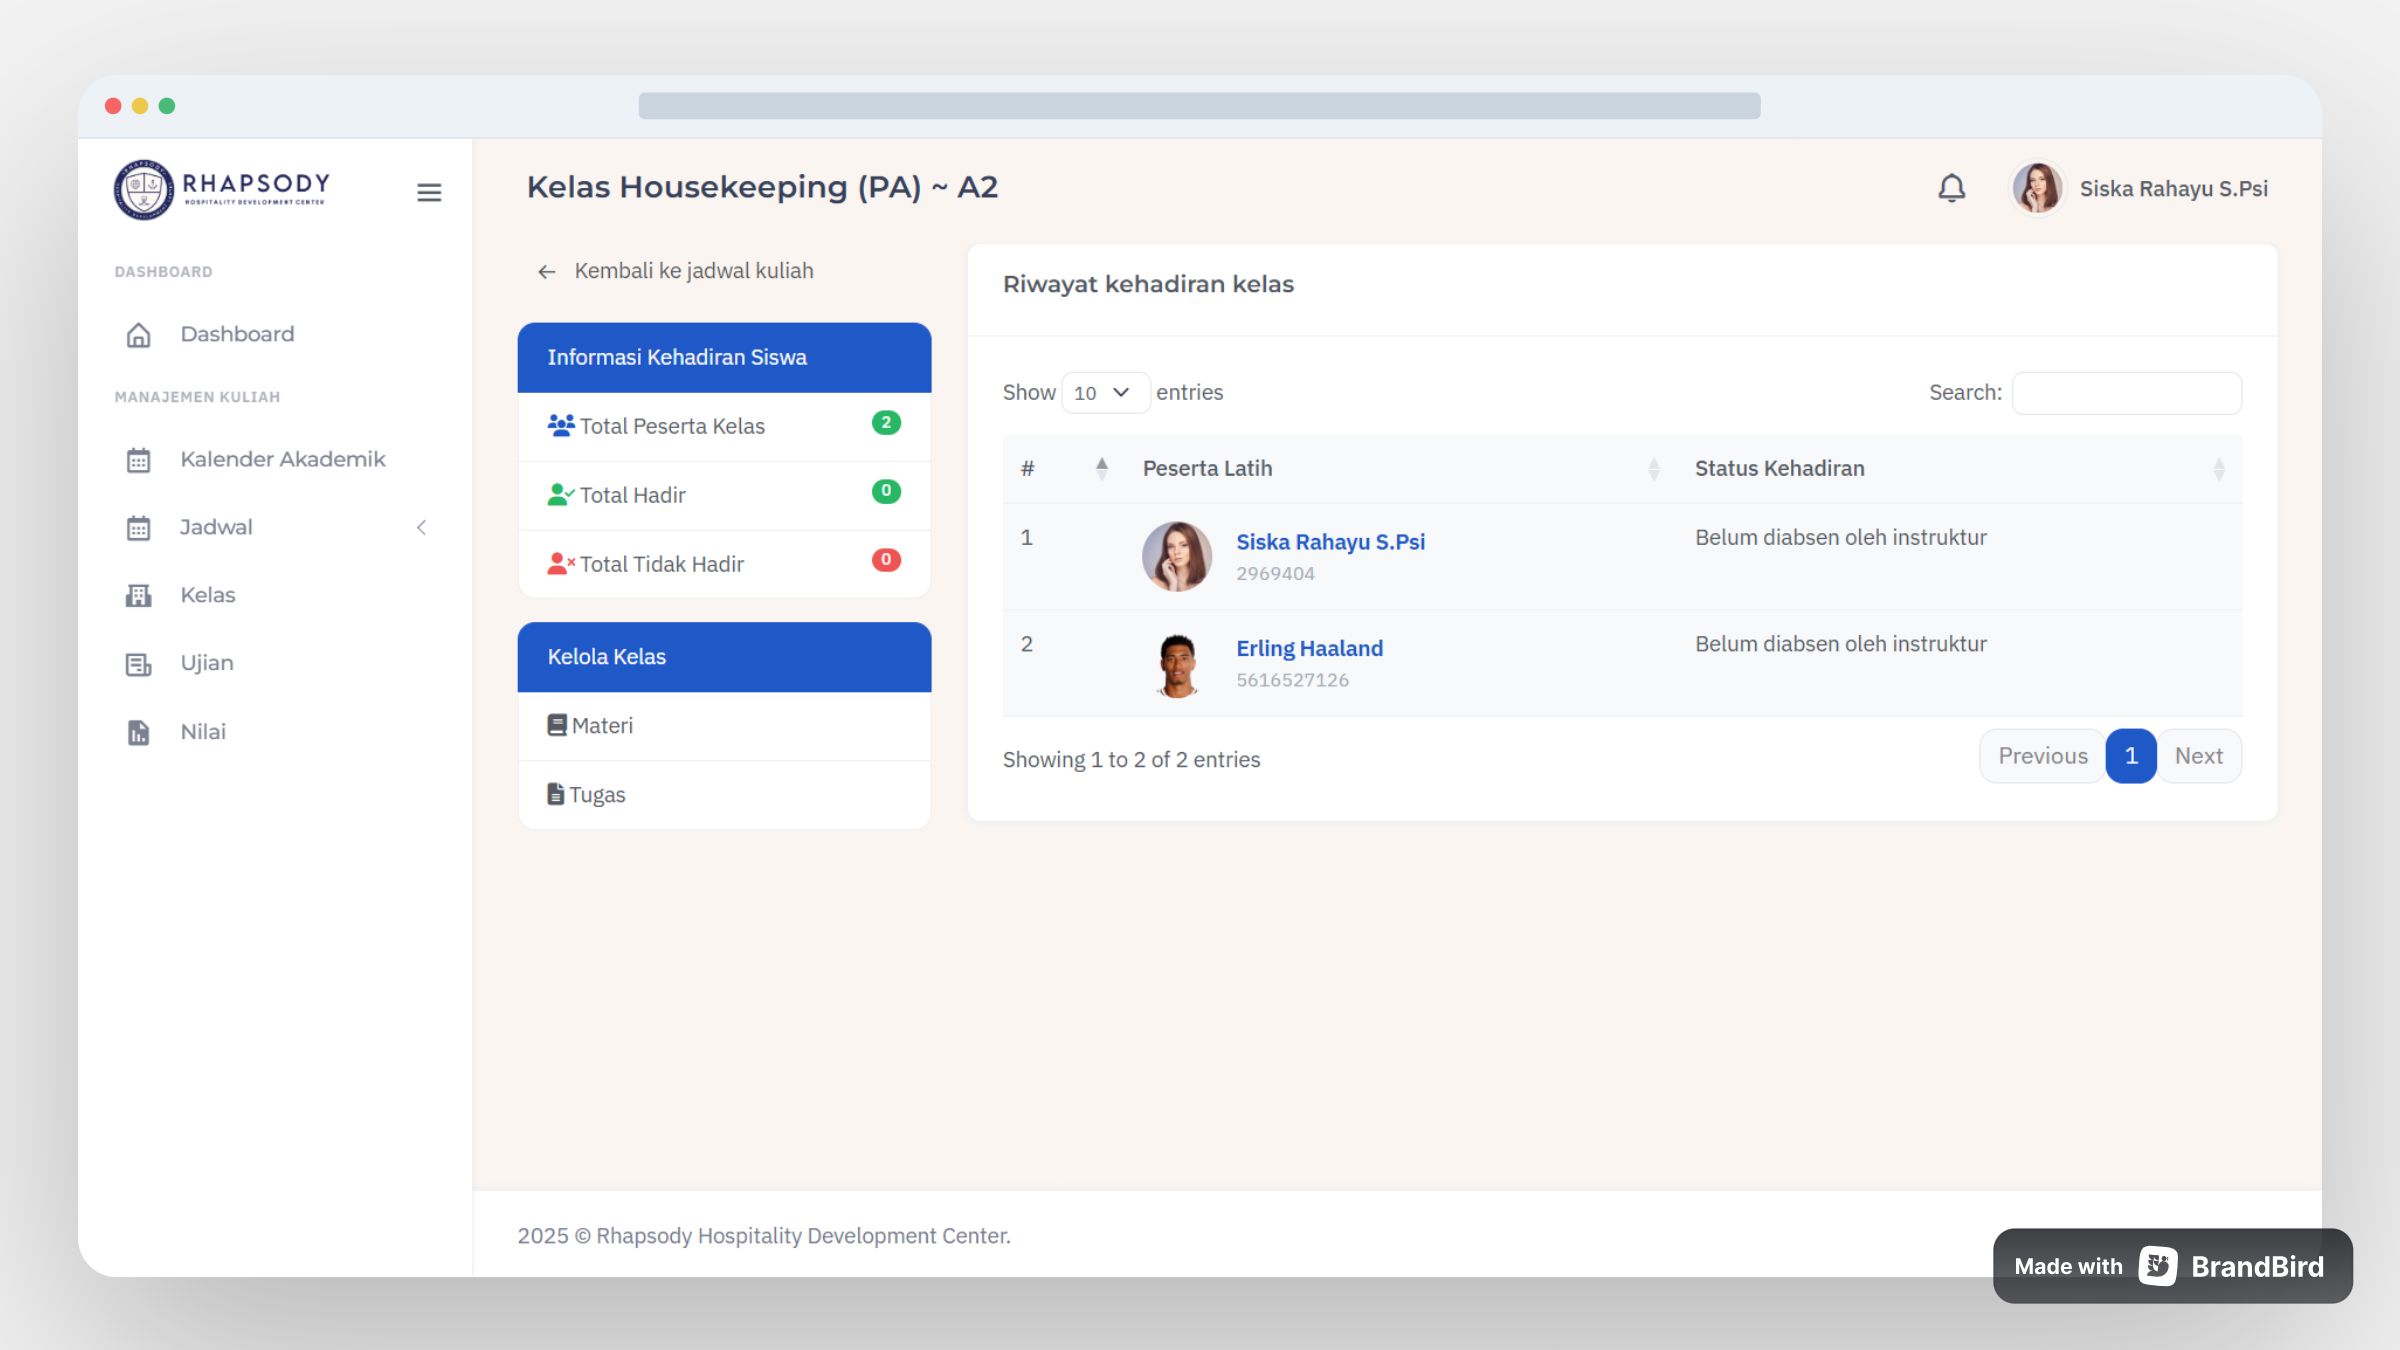 RHAPSODY
HOSPITALITY DEVELOPMENT CENTER
Kelas Housekeeping (PA) ~ A2
Siska Rahayu S.Psi
DASHBOARD
Dashboard
MANAJEMEN KULIAH
Kalender Akademik
Jadwal
Kelas
Ujian
Nilai
Kembali ke jadwal kuliah
Informasi Kehadiran Siswa
Total Peserta Kelas 2
Total Hadir 0
Total Tidak Hadir 0
Kelola Kelas
Materi
Tugas
Riwayat kehadiran kelas
Show 10 entries
Search:
# Peserta Latih Status Kehadiran
1 Siska Rahayu S.Psi Belum diabsen oleh instruktur
2969404
2 Erling Haaland Belum diabsen oleh instruktur
5616527126
Showing 1 to 2 of 2 entries
Previous 1 Next
2025 © Rhapsody Hospitality Development Center.
Made with BrandBird